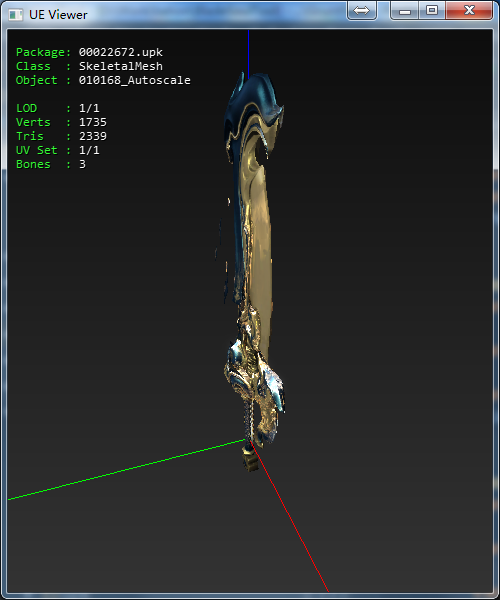 UE Viewer
Package: 00022672.upk
Class  : SkeletalMesh
Object : 010168_Autoscale
LOD    : 1/1
Verts  : 1735
Tris   : 2339
UV Set : 1/1
Bones  : 3